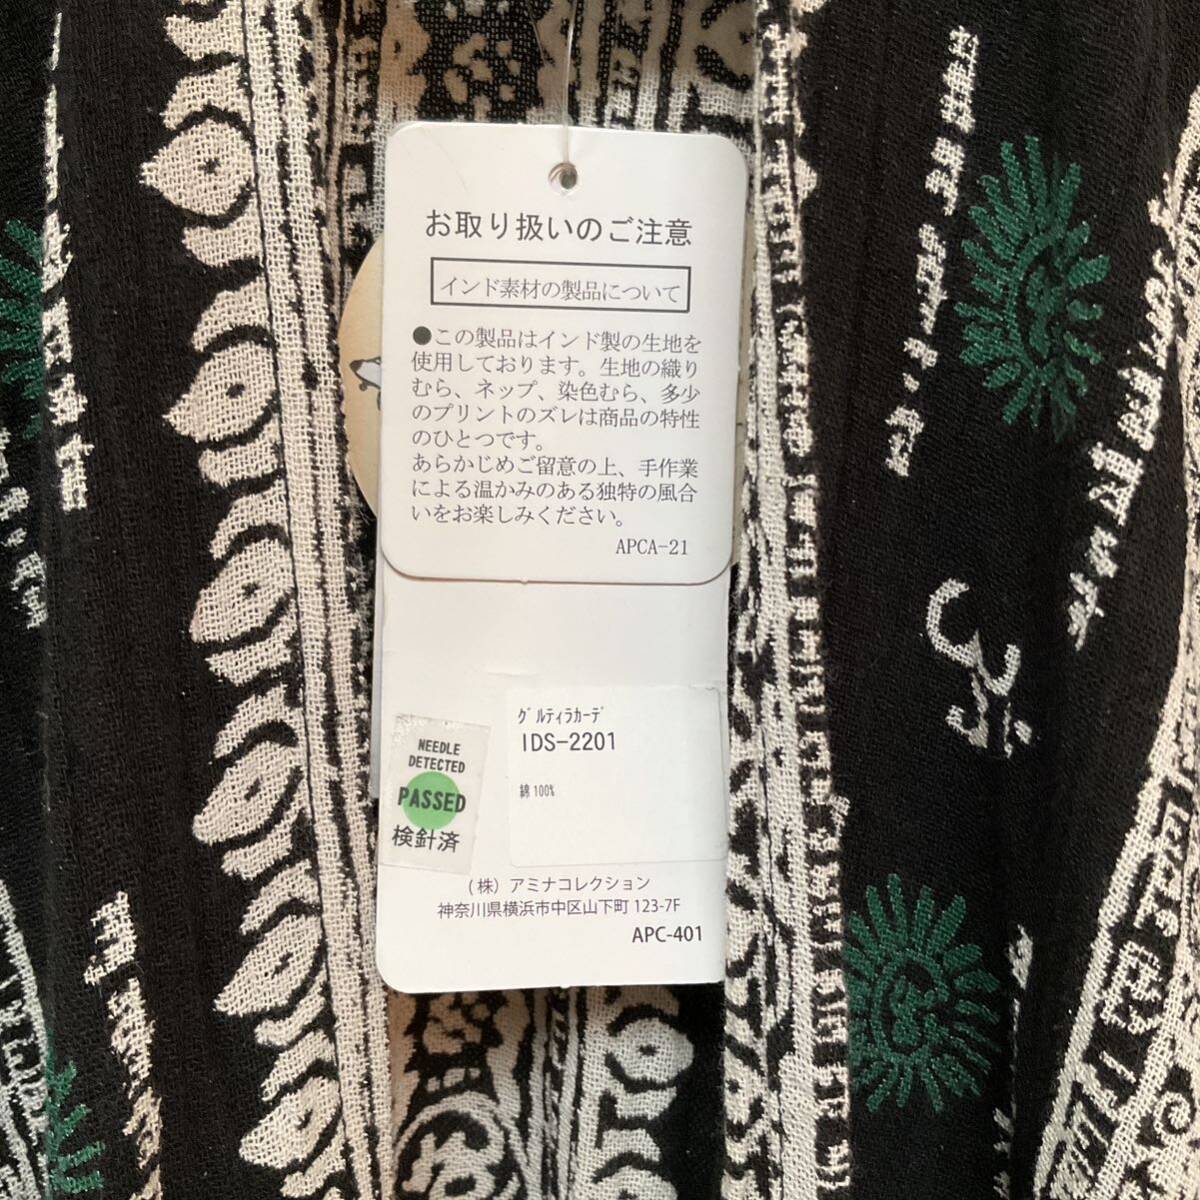 お取り扱いのご注意
インド素材の製品について
●この製品はインド製の生地を
使用しております。生地の織り
むら、ネップ、染色むら、多少
のプリントのズレは商品の特性
のひとつです。
あらかじめご留意の上、手作業
による温かみのある独特の風合
いをお楽しみください。
APCA-21
ｸﾞﾙﾃｨﾗｶｰﾃﾞ
IDS-2201
綿100%
NEEDLE
DETECTED
PASSED
検針済
(株) アミナコレクション
神奈川県横浜市中区山下町 123-7F
APC-401